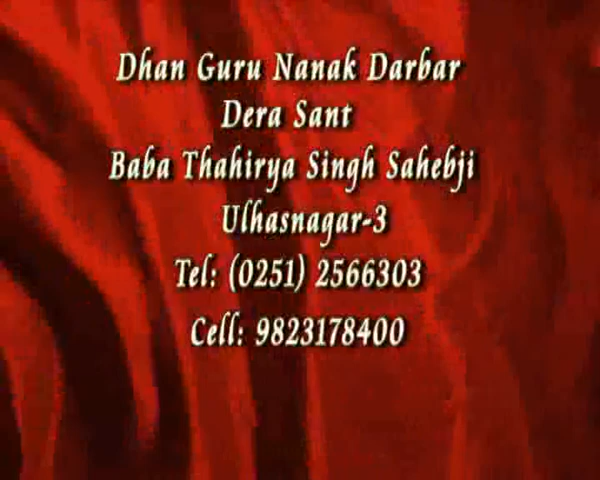 Dhan Guru Nanak Darbar
Dera Sant
Baba Thahirya Singh Sahebji
Ulhasnagar-3
Tel: (0251) 2566303
Cell: 9823178400